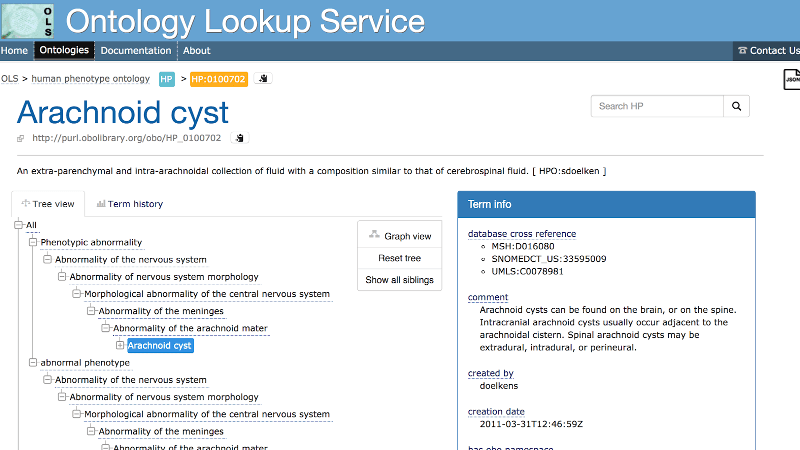 OLS
Ontology Lookup Service
Home Ontologies Documentation About Contact Us
OLS > human phenotype ontology HP > HP:0100702
JSON
Arachnoid cyst
Search HP
http://purl.obolibrary.org/obo/HP_0100702
An extra-parenchymal and intra-arachnoidal collection of fluid with a composition similar to that of cerebrospinal fluid. [ HPO:sdoelken ]
Tree view Term history
All
Phenotypic abnormality
Abnormality of the nervous system
Abnormality of nervous system morphology
Morphological abnormality of the central nervous system
Abnormality of the meninges
Abnormality of the arachnoid mater
Arachnoid cyst
abnormal phenotype
Abnormality of the nervous system
Abnormality of nervous system morphology
Morphological abnormality of the central nervous system
Abnormality of the meninges
Abnormality of the arachnoid mater
Graph view
Reset tree
Show all siblings
Term info
database cross reference
MSH:D016080
SNOMEDCT_US:33595009
UMLS:C0078981
comment
Arachnoid cysts can be found on the brain, or on the spine.
Intracranial arachnoid cysts usually occur adjacent to the
arachnoidal cistern. Spinal arachnoid cysts may be
extradural, intradural, or perineural.
created by
doelkens
creation date
2011-03-31T12:46:59Z
has obo namespace